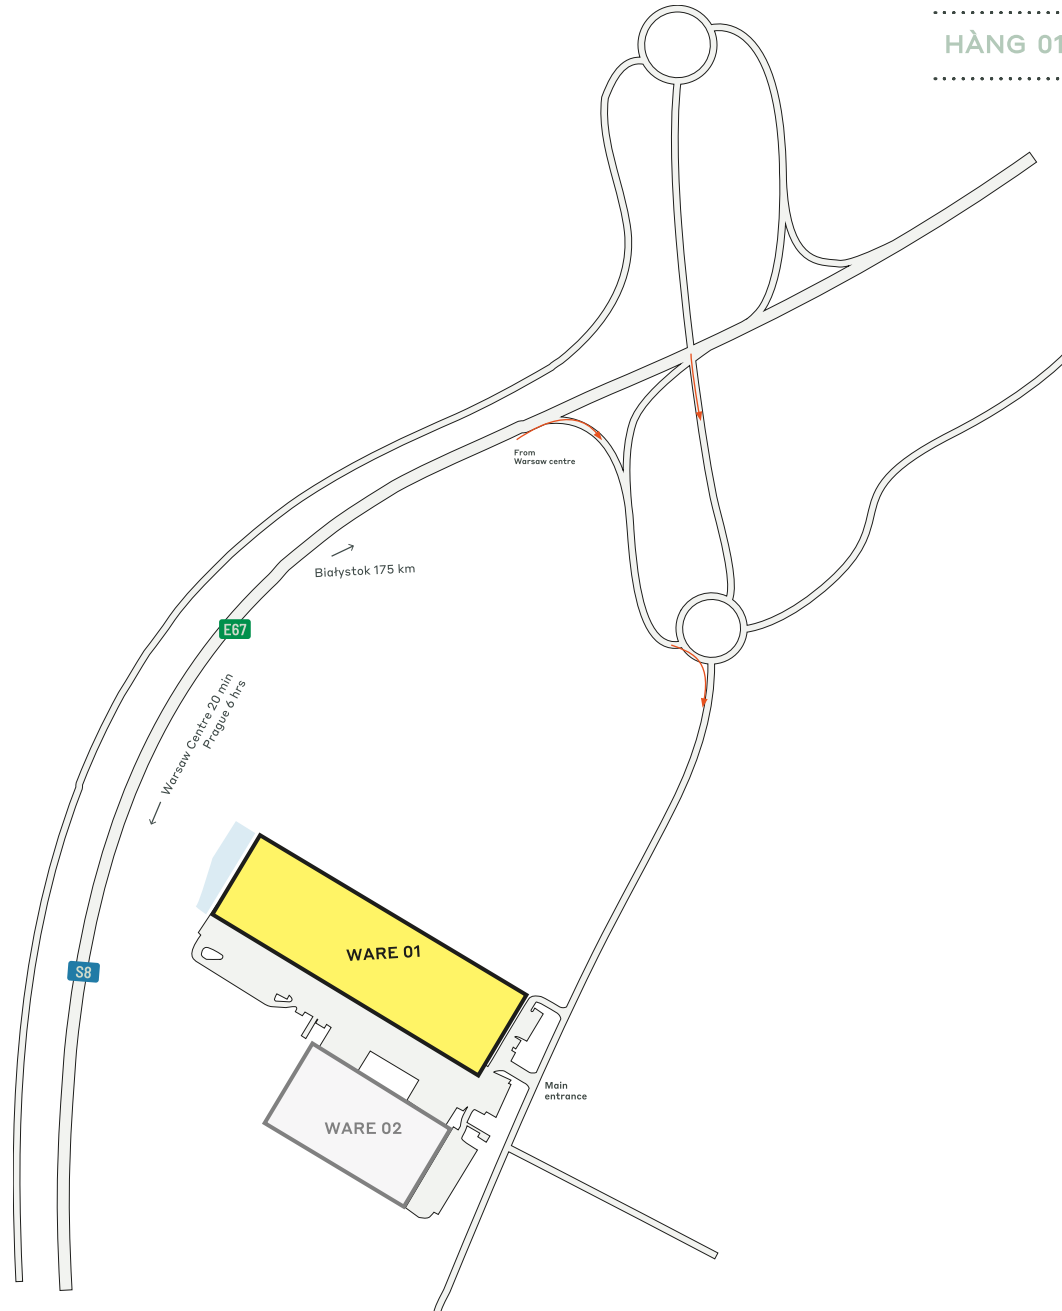 HÀNG 01
From
Warsaw centre
Białystok 175 km
E67
Warsaw Centre 20 min
Prague 6 hrs
WARE 01
S8
Main
entrance
WARE 02